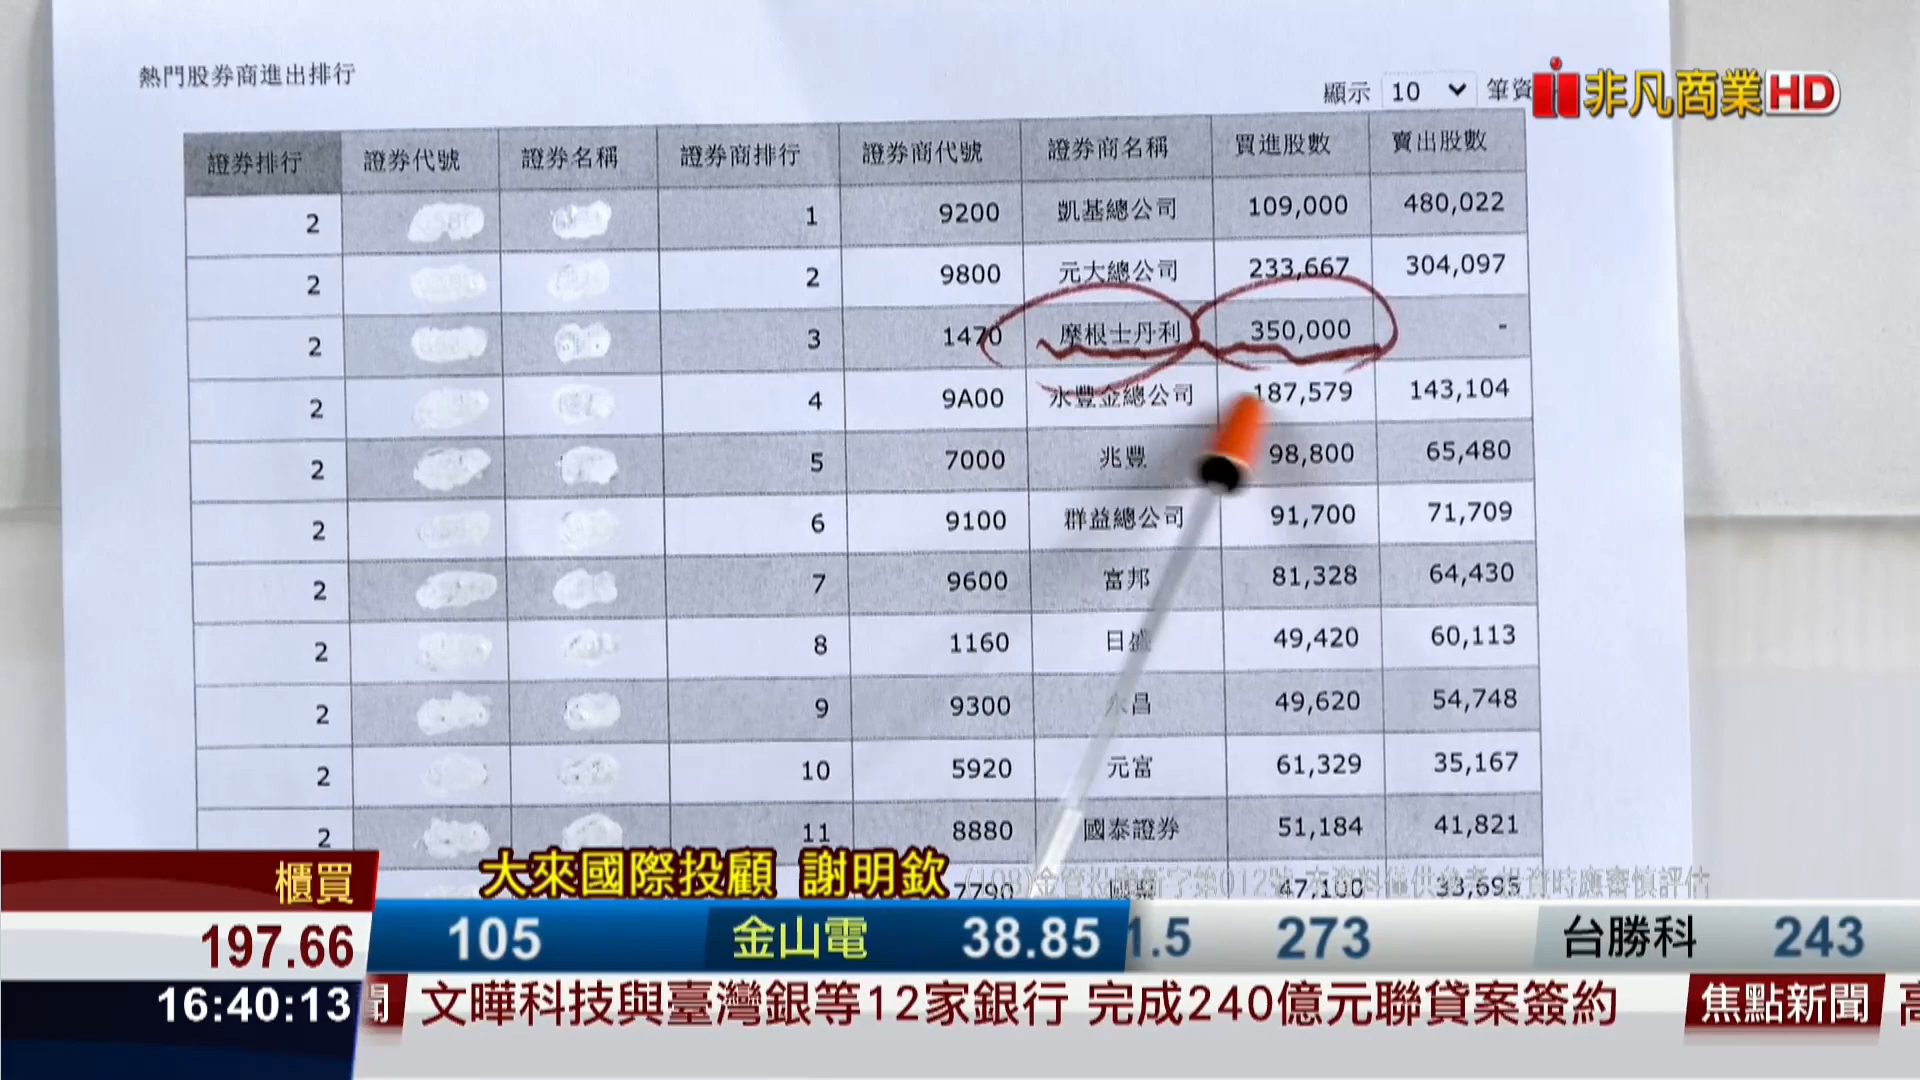 熱門股券商進出排行
顯示 10 筆資
非凡商業HD
證券排行 證券代號 證券名稱 證券商排行 證券商代號 證券商名稱 買進股數 賣出股數
2 1 9200 凱基總公司 109,000 480,022
2 2 9800 元大總公司 233,667 304,097
2 3 1470 摩根士丹利 350,000 -
2 4 9A00 永豐金總公司 187,579 143,104
2 5 7000 兆豐 98,800 65,480
2 6 9100 群益總公司 91,700 71,709
2 7 9600 富邦 81,328 64,430
2 8 1160 日盛 49,420 60,113
2 9 9300 昌 49,620 54,748
2 10 5920 元富 61,329 35,167
2 11 8880 國泰證券 51,184 41,821
7790 國票 47,100 33,695
大來國際投顧 謝明欽
櫃買
197.66
105 金山電 38.85 1.5 273 台勝科 243
16:40:13
聞 文曄科技與臺灣銀等12家銀行 完成240億元聯貸案簽約 焦點新聞